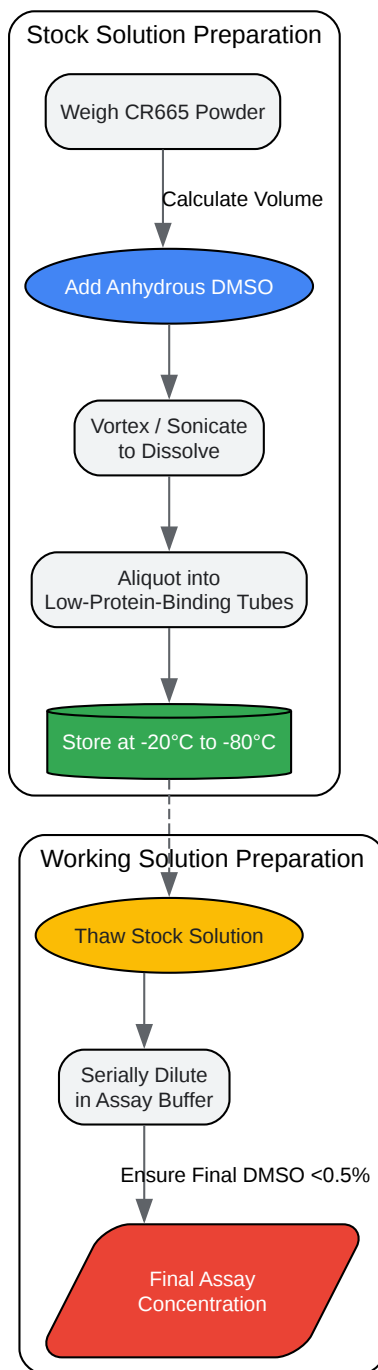 Stock Solution Preparation
Weigh CR665 Powder
Calculate Volume
Add Anhydrous DMSO
Vortex / Sonicate
to Dissolve
Aliquot into
Low-Protein-Binding Tubes
Store at -20°C to -80°C
Working Solution Preparation
Thaw Stock Solution
Serially Dilute
in Assay Buffer
Ensure Final DMSO <0.5%
Final Assay
Concentration